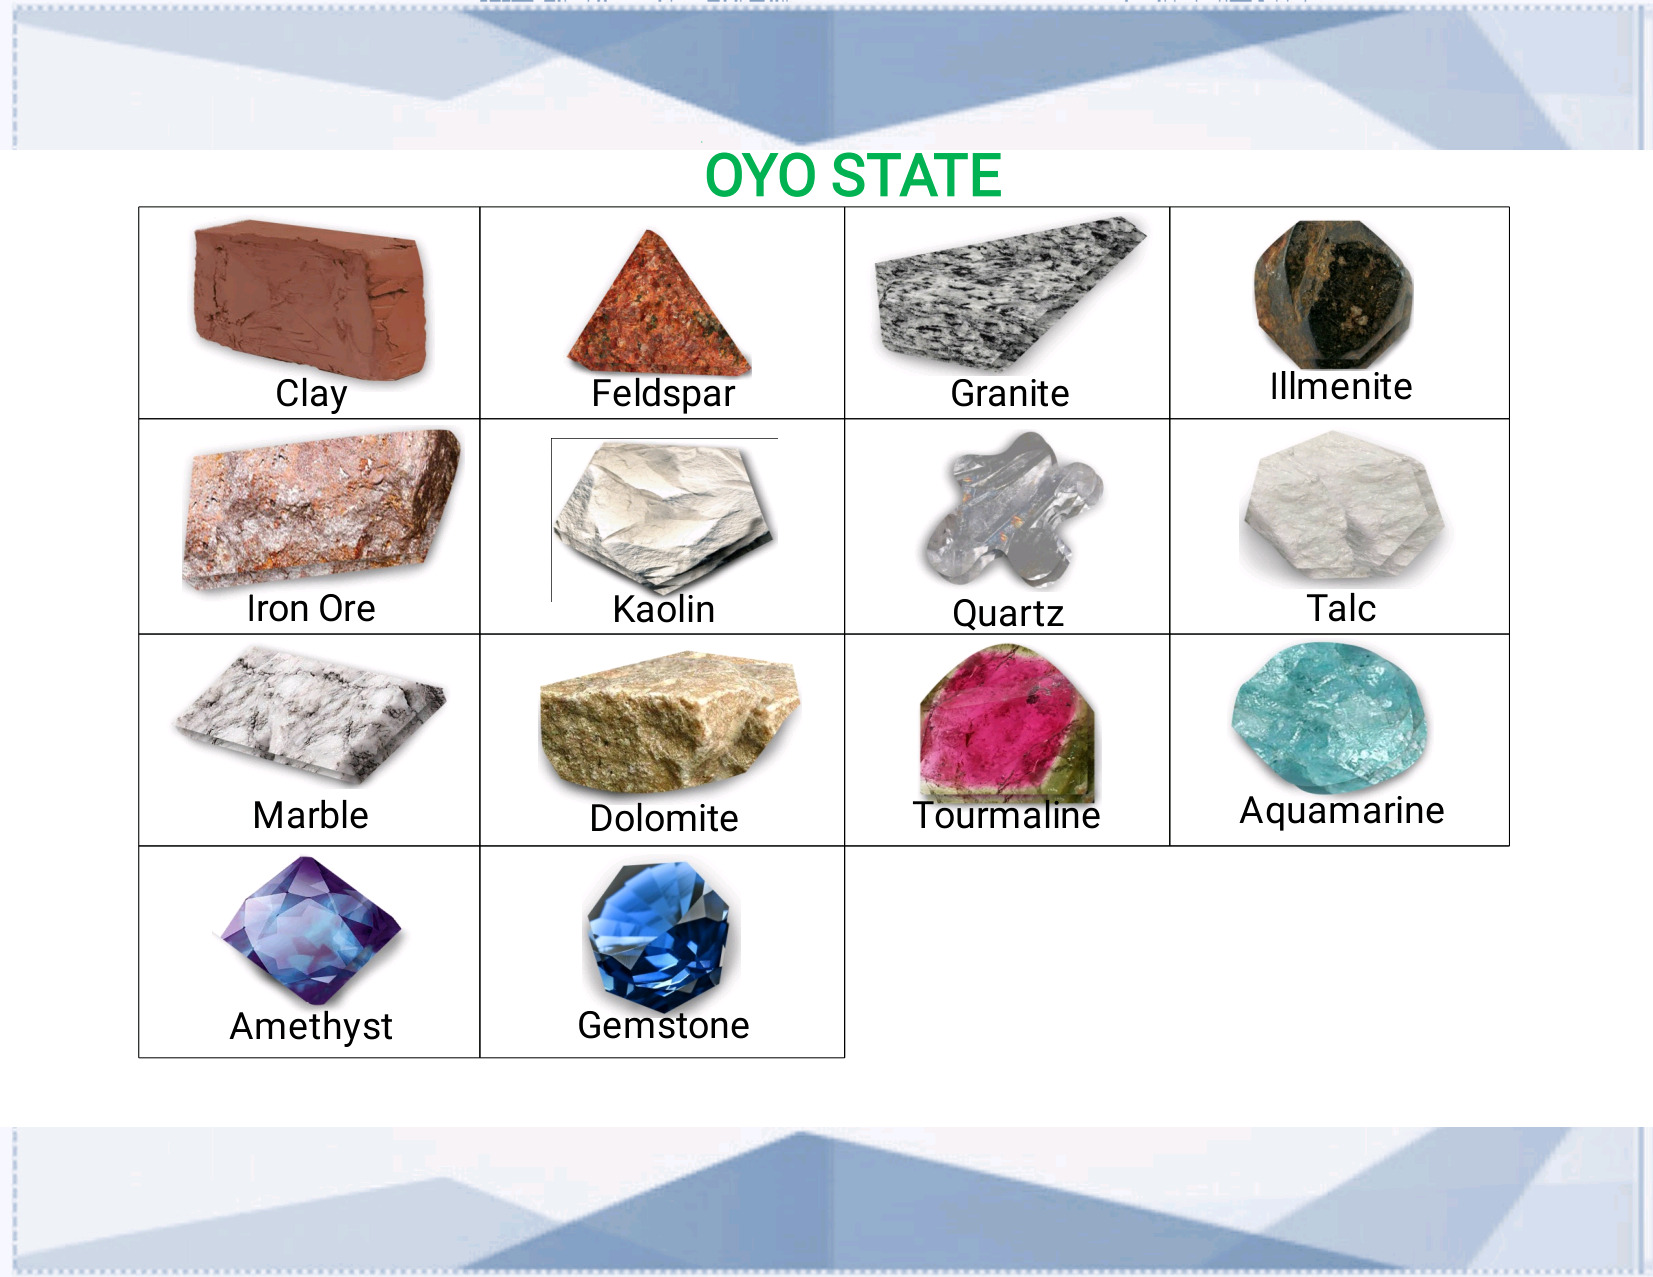 OYO STATE
Clay
Feldspar
Granite
Illmenite
Iron Ore
Kaolin
Quartz
Talc
Marble
Dolomite
Tourmaline
Aquamarine
Amethyst
Gemstone